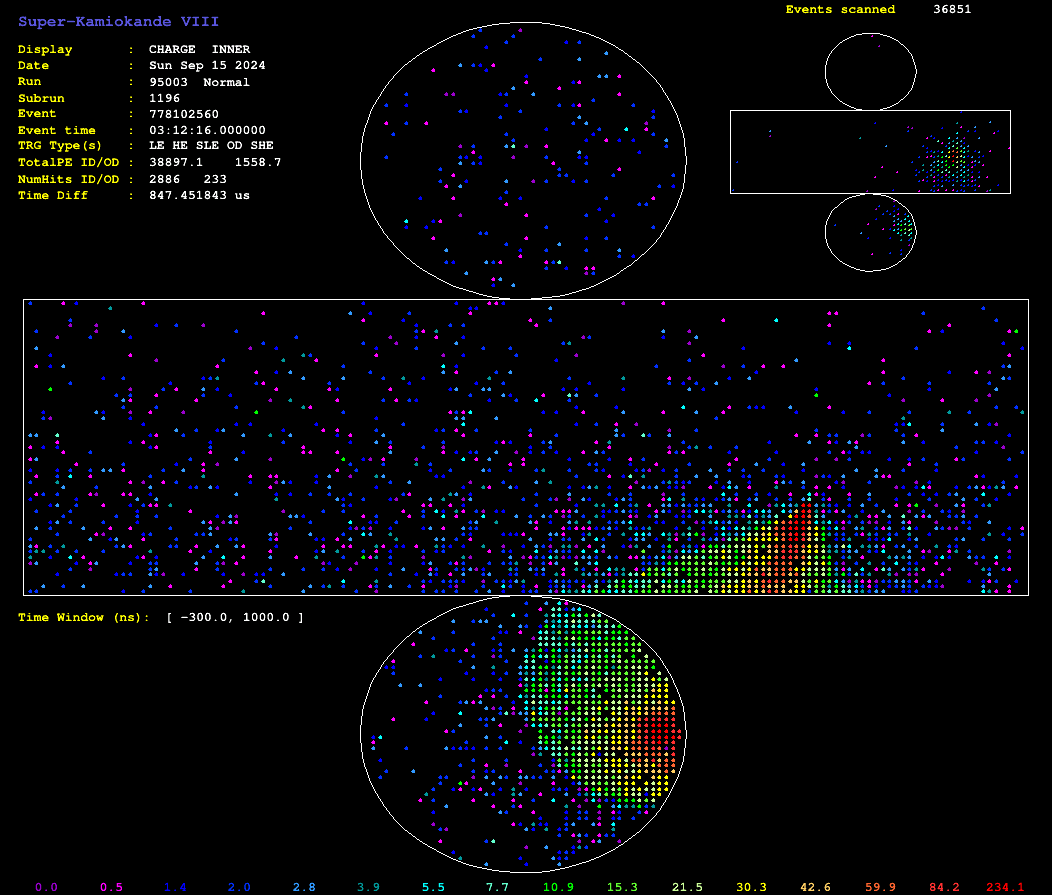 Super-Kamiokande VIII
Events scanned 36851
Display : CHARGE INNER
Date : Sun Sep 15 2024
Run : 95003 Normal
Subrun : 1196
Event : 778102560
Event time : 03:12:16.000000
TRG Type(s) : LE HE SLE OD SHE
TotalPE ID/OD : 38897.1 1558.7
NumHits ID/OD : 2886 233
Time Diff : 847.451843 us
Time Window (ns): [ −300.0, 1000.0 ]
0.0 0.5 1.4 2.0 2.8 3.9 5.5 7.7 10.9 15.3 21.5 30.3 42.6 59.9 84.2 234.1